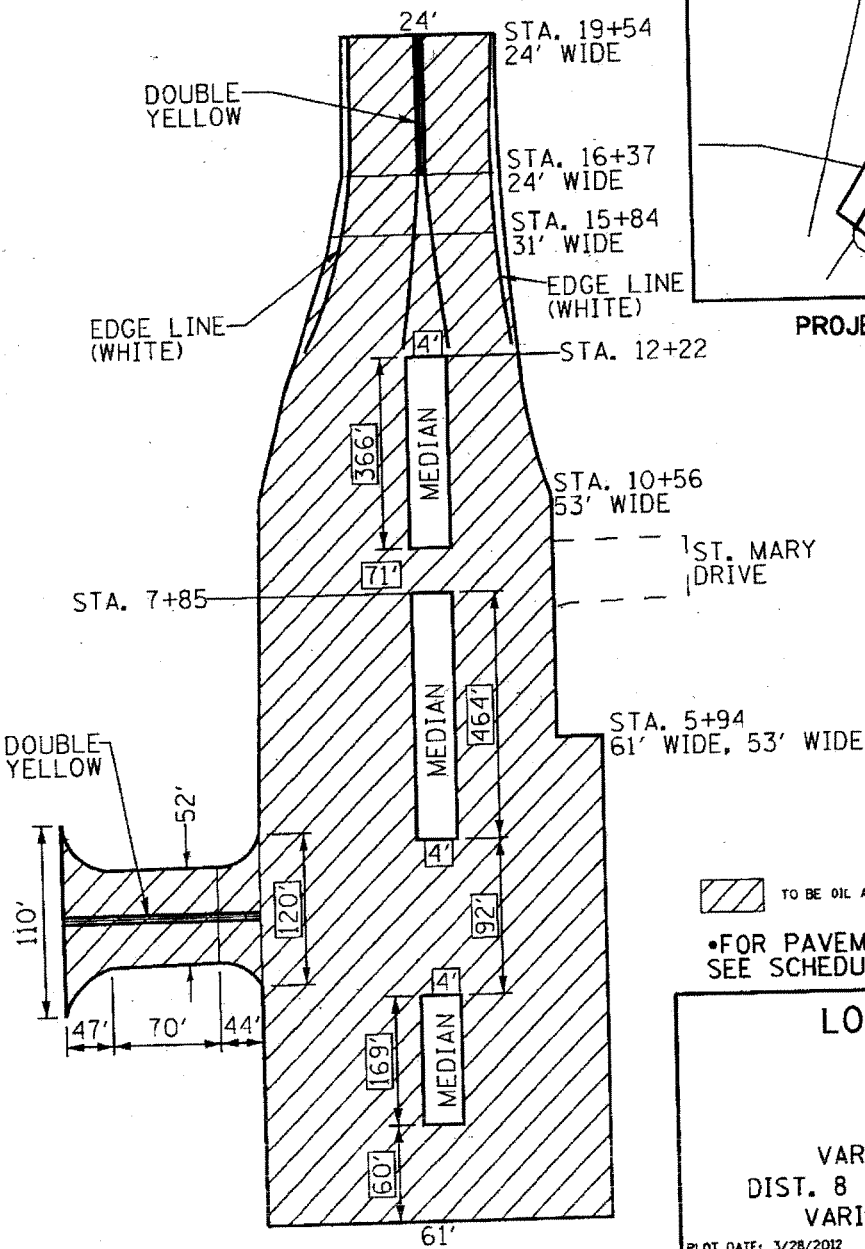 24'
STA. 19+54
24' WIDE
DOUBLE
YELLOW
STA. 16+37
24' WIDE
STA. 15+84
31' WIDE
EDGE LINE
(WHITE)
EDGE LINE
(WHITE)
PROJE
4'
STA. 12+22
366'
MEDIAN
STA. 10+56
53' WIDE
71'
ST. MARY
DRIVE
STA. 7+85
MEDIAN
464'
STA. 5+94
61' WIDE, 53' WIDE
DOUBLE
YELLOW
52'
4'
110'
120'
92'
TO BE OIL A
•FOR PAVEM
SEE SCHEDU
4'
47'
70'
44'
169'
MEDIAN
LO
60'
VAR
DIST. 8
VARI
61'
PLOT DATE: 3/28/2012